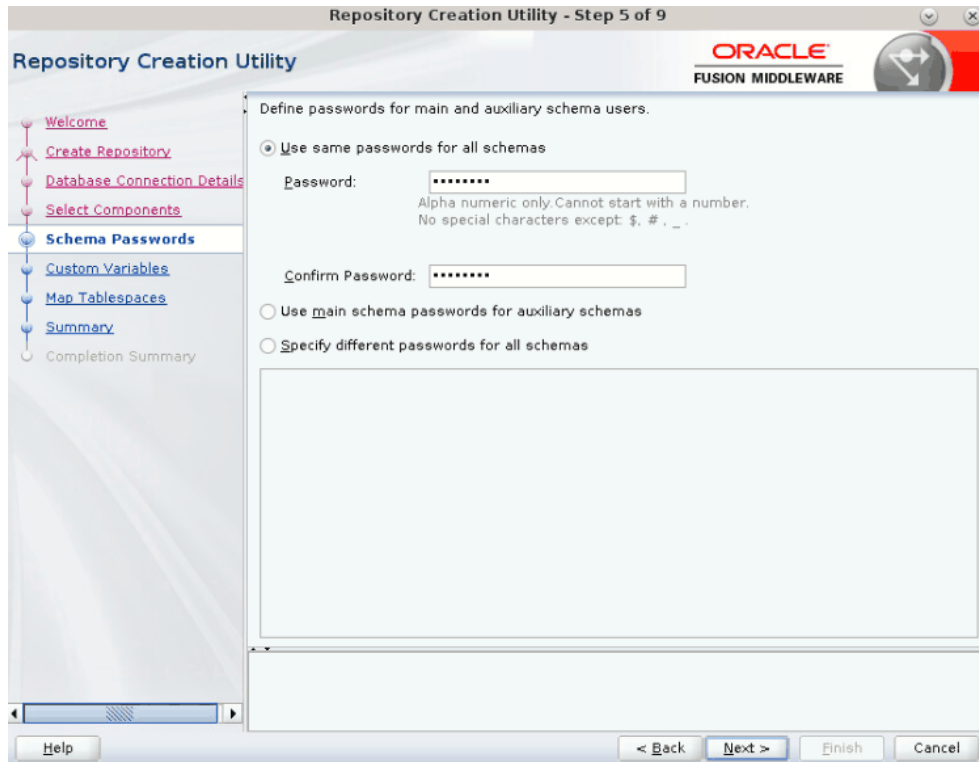 Repository Creation Utility - Step 5 of 9
Repository Creation Utility
ORACLE
FUSION MIDDLEWARE
Welcome
Create Repository
Database Connection Details
Select Components
Schema Passwords
Custom Variables
Map Tablespaces
Summary
Completion Summary
Define passwords for main and auxiliary schema users.
Use same passwords for all schemas
Password: ••••••••
Alpha numeric only.Cannot start with a number.
No special characters except: $, # , _ .
Confirm Password: ••••••••
Use main schema passwords for auxiliary schemas
Specify different passwords for all schemas
Help
< Back
Next >
Finish
Cancel